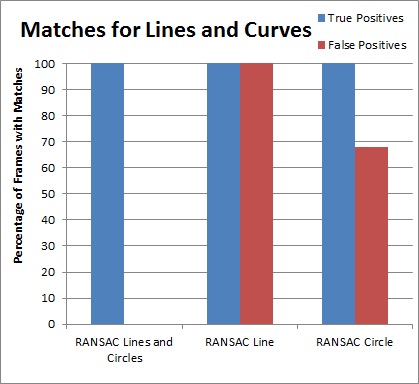 Matches for Lines and Curves
True Positives
False Positives
Percentage of Frames with Matches
100
90
80
70
60
50
40
30
20
10
0
RANSAC Lines and
Circles
RANSAC Line
RANSAC Circle